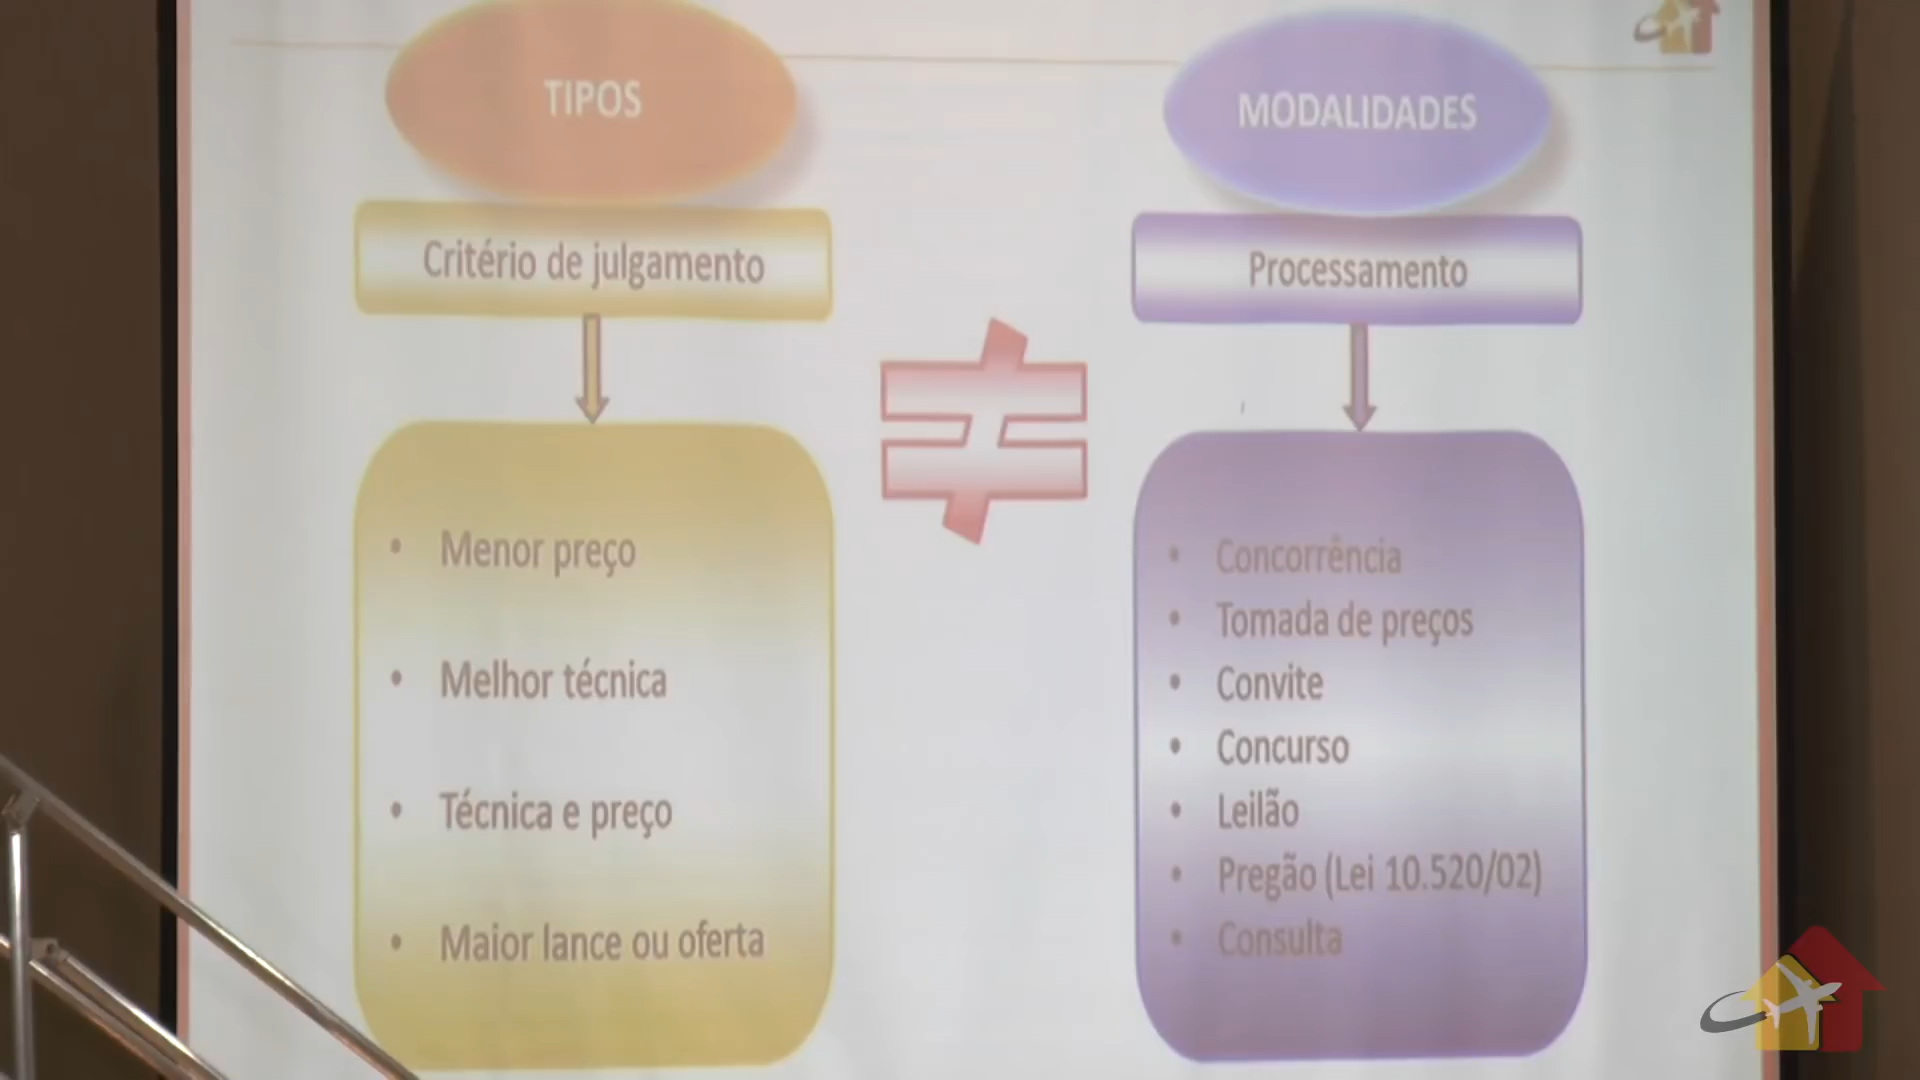 TIPOS
Critério de julgamento
• Menor preço
• Melhor técnica
• Técnica e preço
• Maior lance ou oferta
MODALIDADES
Processamento
• Concorrência
• Tomada de preços
• Convite
• Concurso
• Leilão
• Pregão (Lei 10.520/02)
• Consulta